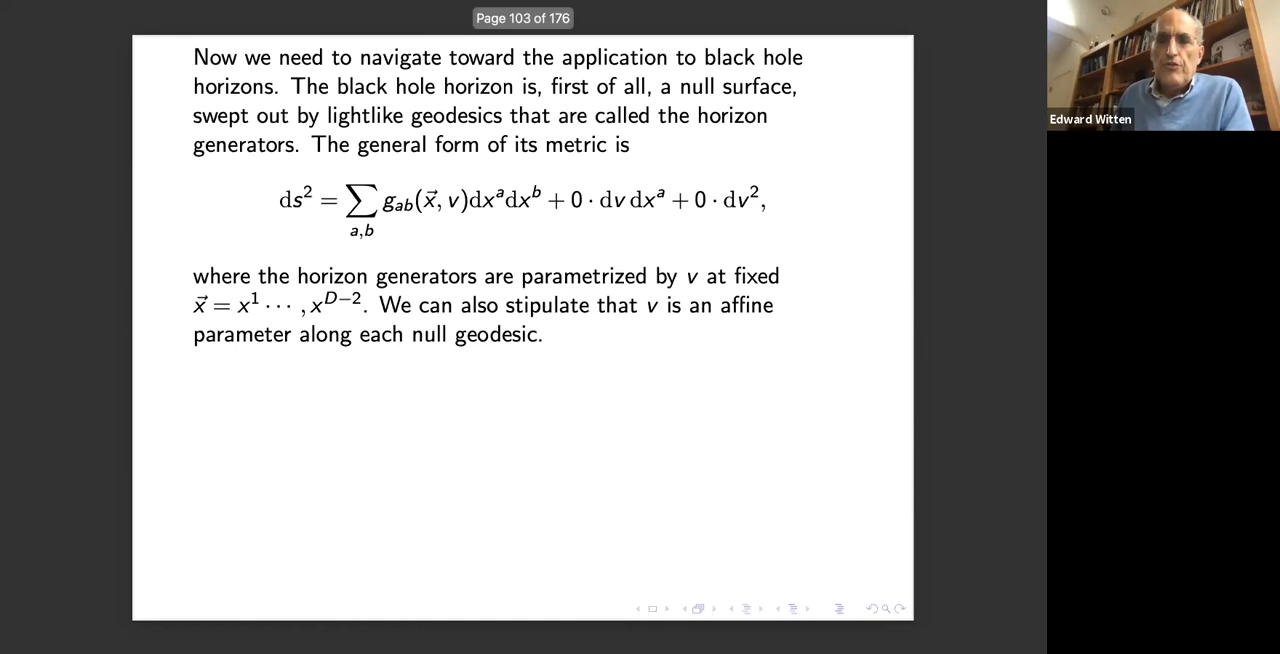 Page 103 of 176
Now we need to navigate toward the application to black hole
horizons. The black hole horizon is, first of all, a null surface,
swept out by lightlike geodesics that are called the horizon
generators. The general form of its metric is
ds² = ∑ g_{ab}(x⃗, v)dx^a dx^b + 0 · dv dx^a + 0 · dv²,
a,b
where the horizon generators are parametrized by v at fixed
x⃗ = x¹ ⋯ , x^{D−2}. We can also stipulate that v is an affine
parameter along each null geodesic.
Edward Witten